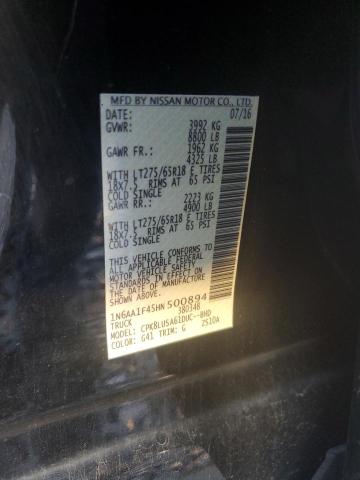 MFD BY NISSAN MOTOR CO., LTD.
DATE: 07/16
GVWR: 3992 KG
8800 LB
GAWR FR.: 1962 KG
4325 LB
WITH LT275/65R18 E, TIRES
18X7.5, RIMS AT 65 PSI
COLD SINGLE
GAWR RR.: 2223 KG
4900 LB
WITH LT275/65R18 E, TIRES
18X7.5, RIMS AT 65 PSI
COLD SINGLE
THIS VEHICLE CONFORMS TO ALL
APPLICABLE FEDERAL MOTOR
VEHICLE SAFETY STANDARDS IN
EFFECT ON THE DATE OF
MANUFACTURE SHOWN ABOVE.
1N6AA1F45HN500894
TRUCK 380348
MODEL: CPK8LUSA61DUC--BHD
COLOR: G41 TRIM: G 2S10A